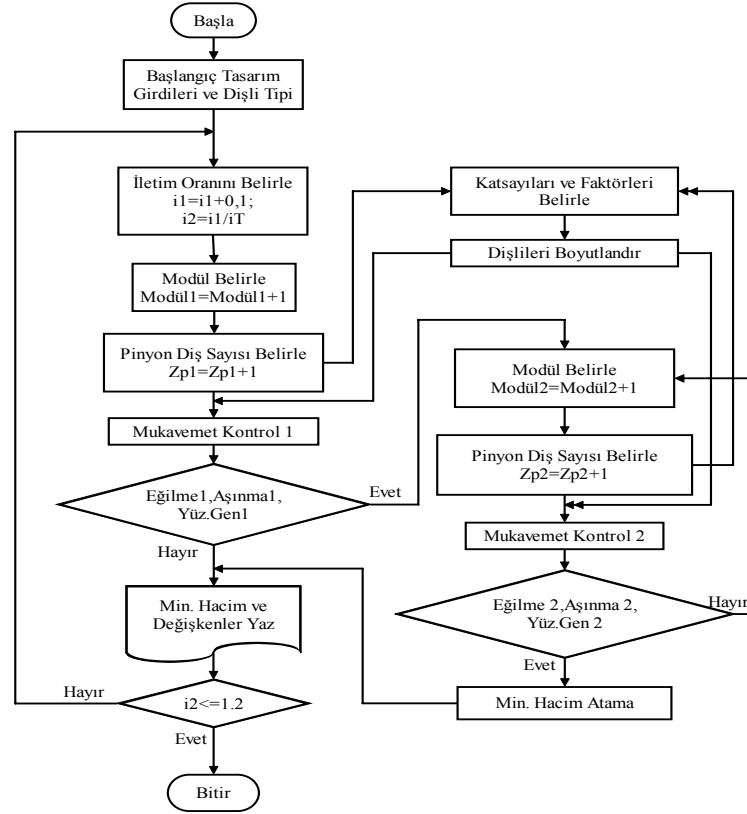 Başla
Başlangıç Tasarım
Girdileri ve Dişli Tipi
İletim Oranını Belirle
i1=i1+0,1;
i2=i1/iT
Modül Belirle
Modül1=Modül1+1
Pinyon Diş Sayısı Belirle
Zp1=Zp1+1
Mukavemet Kontrol 1
Eğilme1,Aşınma1,
Yüz.Gen1
Evet
Hayır
Min. Hacim ve
Değişkenler Yaz
Hayır
i2<=1.2
Evet
Bitir
Katsayıları ve Faktörleri
Belirle
Dişlileri Boyutlandır
Modül Belirle
Modül2=Modül2+1
Pinyon Diş Sayısı Belirle
Zp2=Zp2+1
Mukavemet Kontrol 2
Eğilme 2,Aşınma 2,
Yüz.Gen 2
Hayır
Evet
Min. Hacim Atama